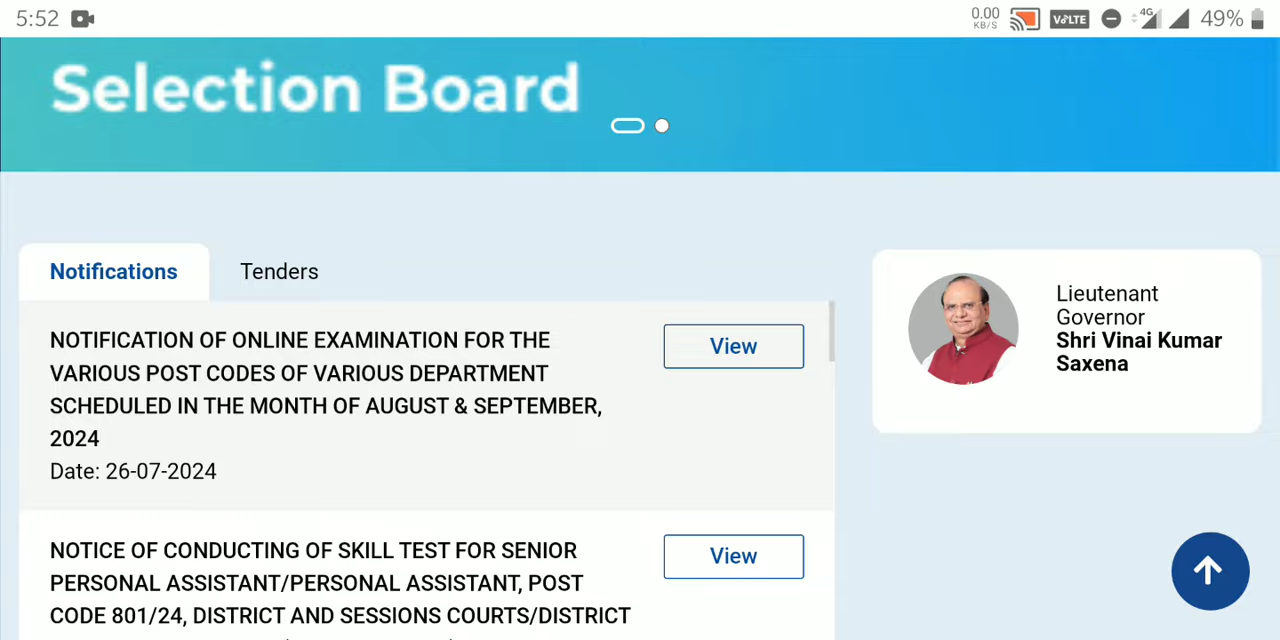 5:52
0.00
KB/S
VoLTE
4G
49%
Selection Board
Notifications
Tenders
NOTIFICATION OF ONLINE EXAMINATION FOR THE
VARIOUS POST CODES OF VARIOUS DEPARTMENT
SCHEDULED IN THE MONTH OF AUGUST & SEPTEMBER,
2024
Date: 26-07-2024
View
NOTICE OF CONDUCTING OF SKILL TEST FOR SENIOR
PERSONAL ASSISTANT/PERSONAL ASSISTANT, POST
CODE 801/24, DISTRICT AND SESSIONS COURTS/DISTRICT
View
Lieutenant
Governor
Shri Vinai Kumar
Saxena